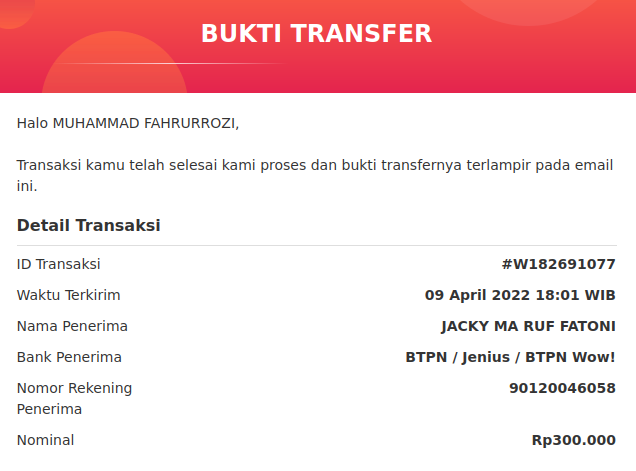 BUKTI TRANSFER
Halo MUHAMMAD FAHRURROZI,
Transaksi kamu telah selesai kami proses dan bukti transfernya terlampir pada email
ini.
Detail Transaksi
ID Transaksi #W182691077
Waktu Terkirim 09 April 2022 18:01 WIB
Nama Penerima JACKY MA RUF FATONI
Bank Penerima BTPN / Jenius / BTPN Wow!
Nomor Rekening 90120046058
Penerima
Nominal Rp300.000